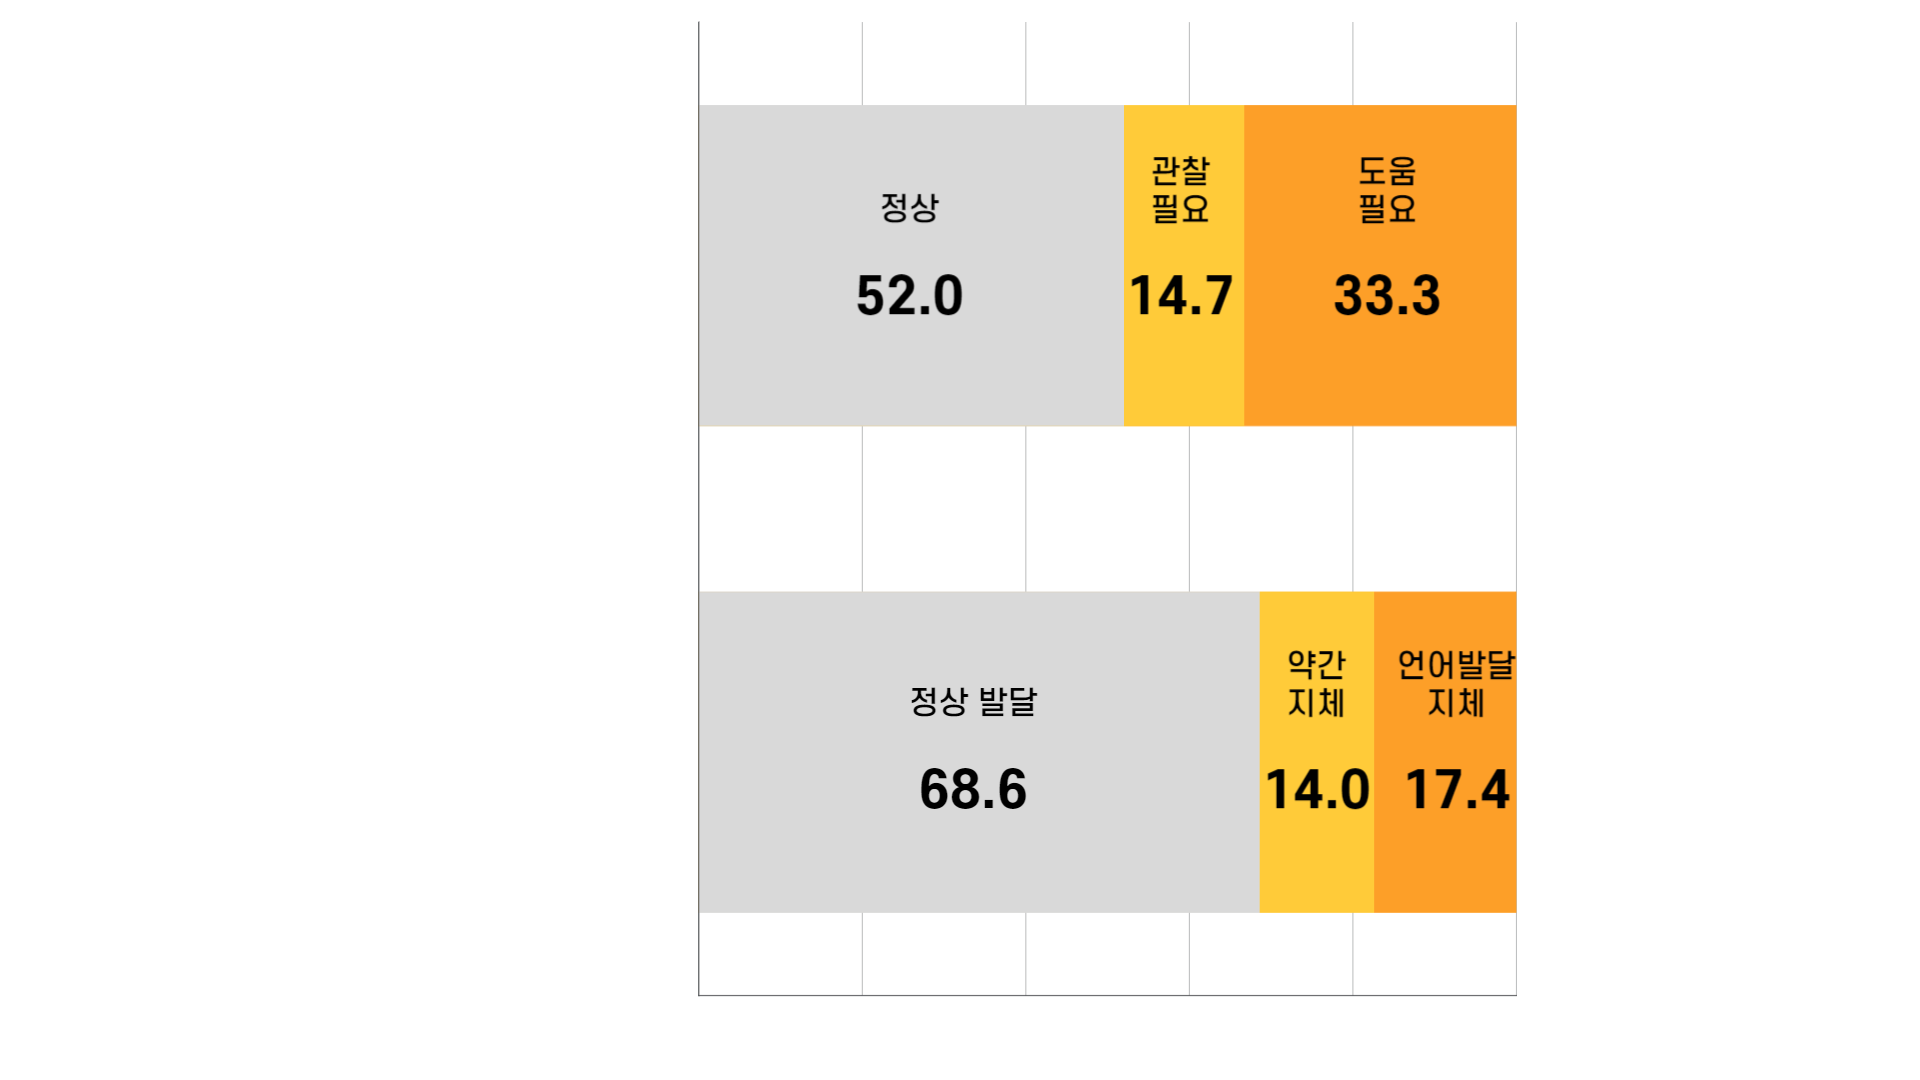 정상
52.0
관찰
필요
14.7
도움
필요
33.3
정상 발달
68.6
약간
지체
14.0
언어발달
지체
17.4